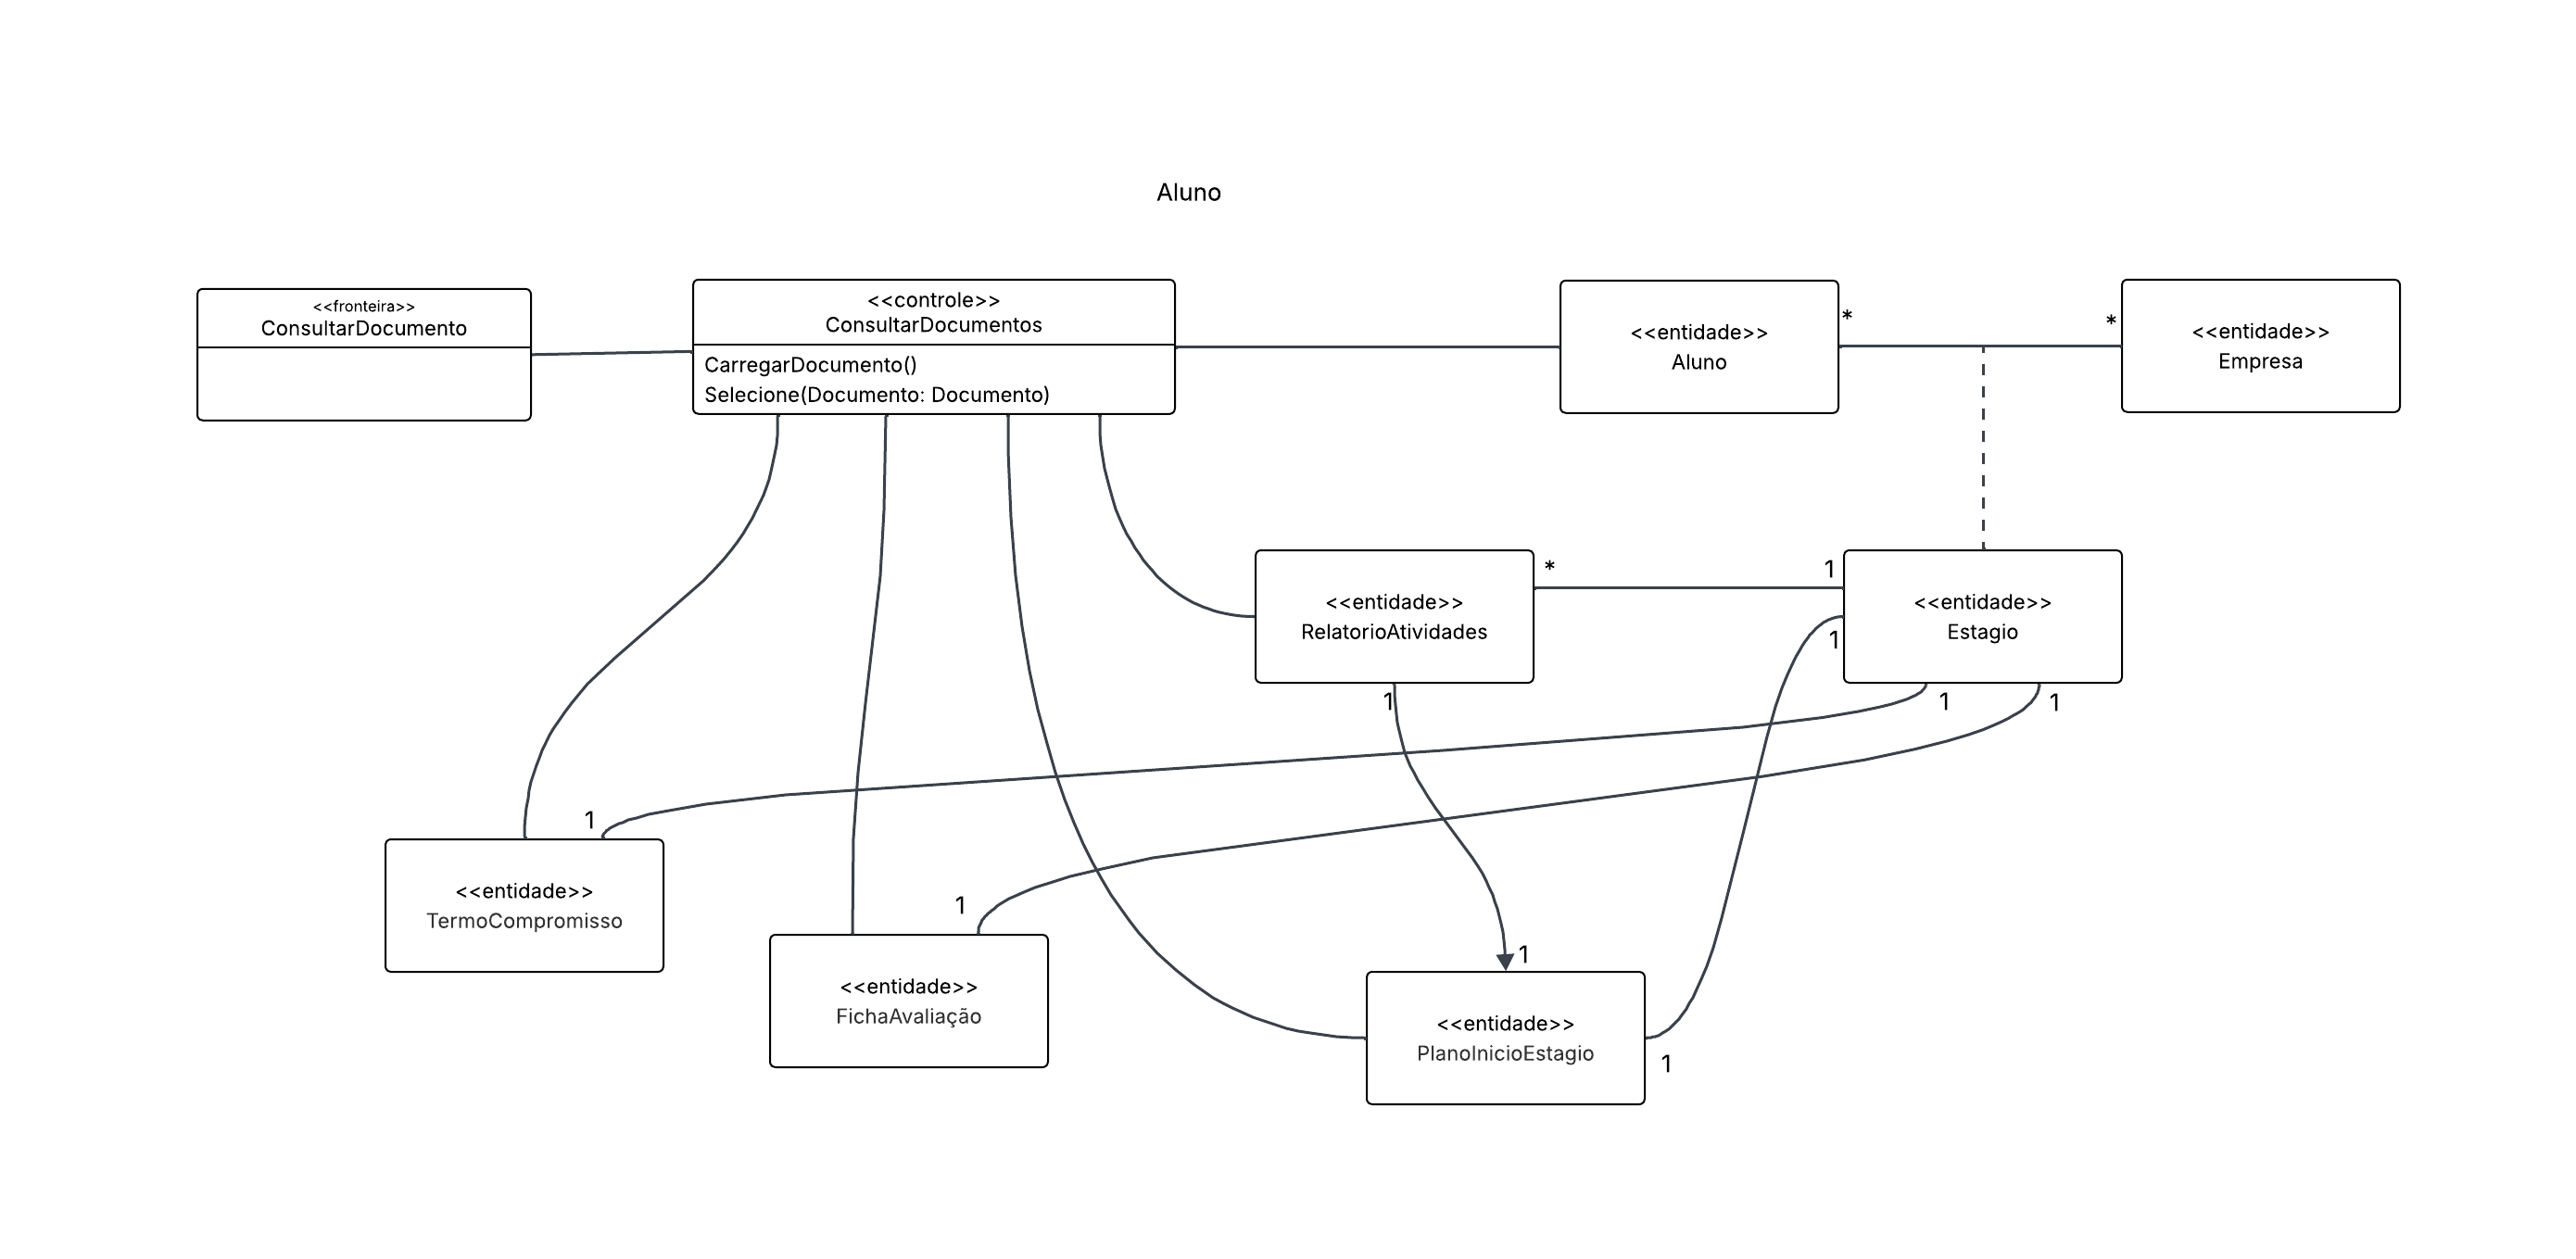 Aluno
<<fronteira>>
ConsultarDocumento
<<controle>>
ConsultarDocumentos
CarregarDocumento()
Selecione(Documento: Documento)
<<entidade>>
Aluno
*
*
<<entidade>>
Empresa
<<entidade>>
RelatorioAtividades
*
1
<<entidade>>
Estagio
1
1
1
1
1
<<entidade>>
TermoCompromisso
1
<<entidade>>
FichaAvaliação
1
<<entidade>>
PlanoInicioEstagio
1